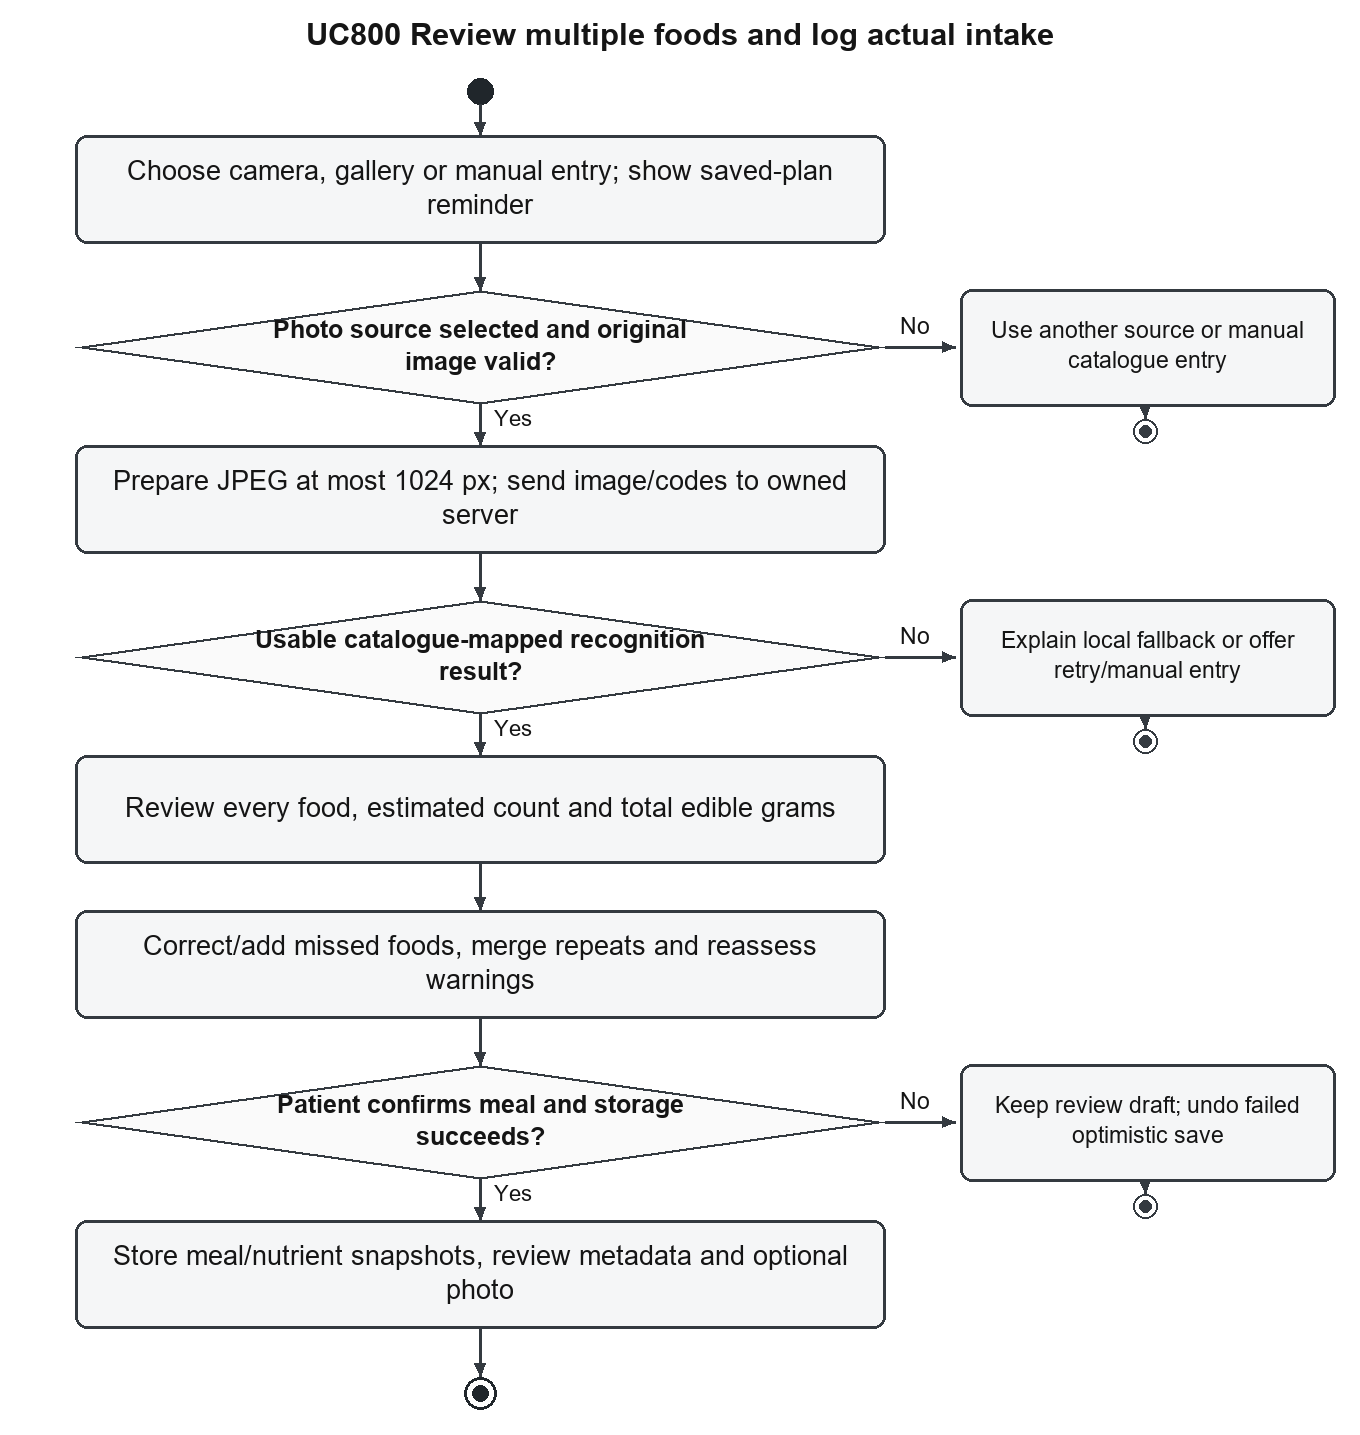 UC800 Review multiple foods and log actual intake
Choose camera, gallery or manual entry; show saved-plan
reminder
Photo source selected and original
image valid?
No
Use another source or manual
catalogue entry
Yes
Prepare JPEG at most 1024 px; send image/codes to owned
server
Usable catalogue-mapped recognition
result?
No
Explain local fallback or offer
retry/manual entry
Yes
Review every food, estimated count and total edible grams
Correct/add missed foods, merge repeats and reassess
warnings
Patient confirms meal and storage
succeeds?
No
Keep review draft; undo failed
optimistic save
Yes
Store meal/nutrient snapshots, review metadata and optional
photo